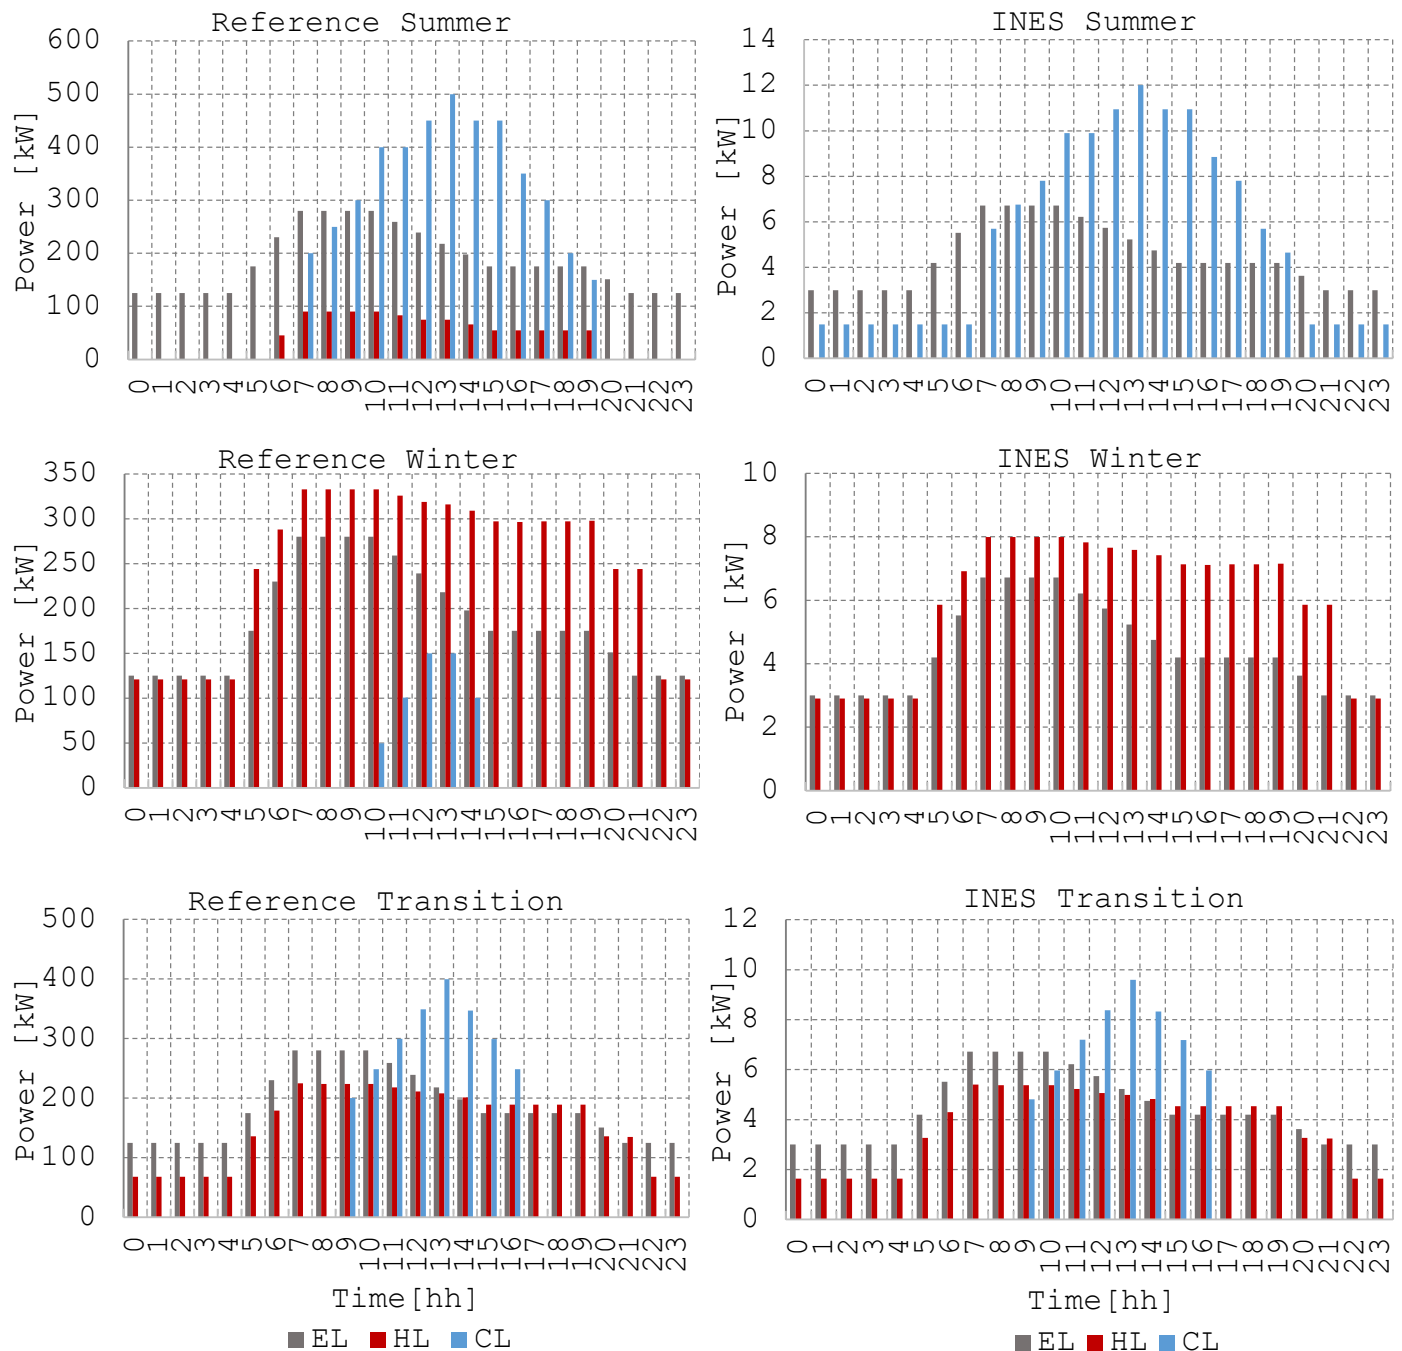 Reference Summer
Power [kW]
600
500
400
300
200
100
0
0 1 2 3 4 5 6 7 8 9 10 11 12 13 14 15 16 17 18 19 20 21 22 23
INES Summer
Power [kW]
14
12
10
8
6
4
2
0
0 1 2 3 4 5 6 7 8 9 10 11 12 13 14 15 16 17 18 19 20 21 22 23
Reference Winter
Power [kW]
350
300
250
200
150
100
50
0
0 1 2 3 4 5 6 7 8 9 10 11 12 13 14 15 16 17 18 19 20 21 22 23
INES Winter
Power [kW]
10
8
6
4
2
0
0 1 2 3 4 5 6 7 8 9 10 11 12 13 14 15 16 17 18 19 20 21 22 23
Reference Transition
Power [kW]
500
400
300
200
100
0
0 1 2 3 4 5 6 7 8 9 10 11 12 13 14 15 16 17 18 19 20 21 22 23
Time[hh]
EL HL CL
INES Transition
Power [kW]
12
10
8
6
4
2
0
0 1 2 3 4 5 6 7 8 9 10 11 12 13 14 15 16 17 18 19 20 21 22 23
Time[hh]
EL HL CL